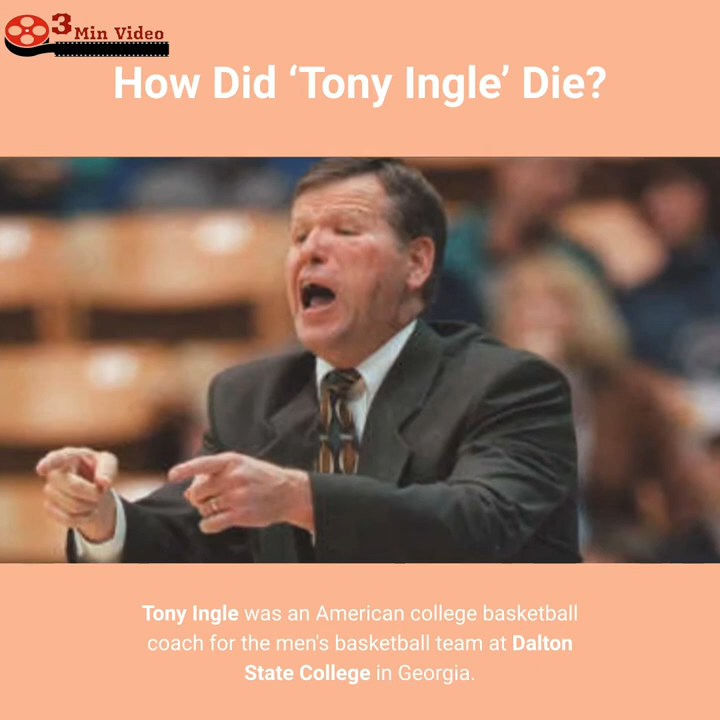 3 Min Video
How Did ‘Tony Ingle’ Die?
Tony Ingle was an American college basketball
coach for the men's basketball team at Dalton
State College in Georgia.